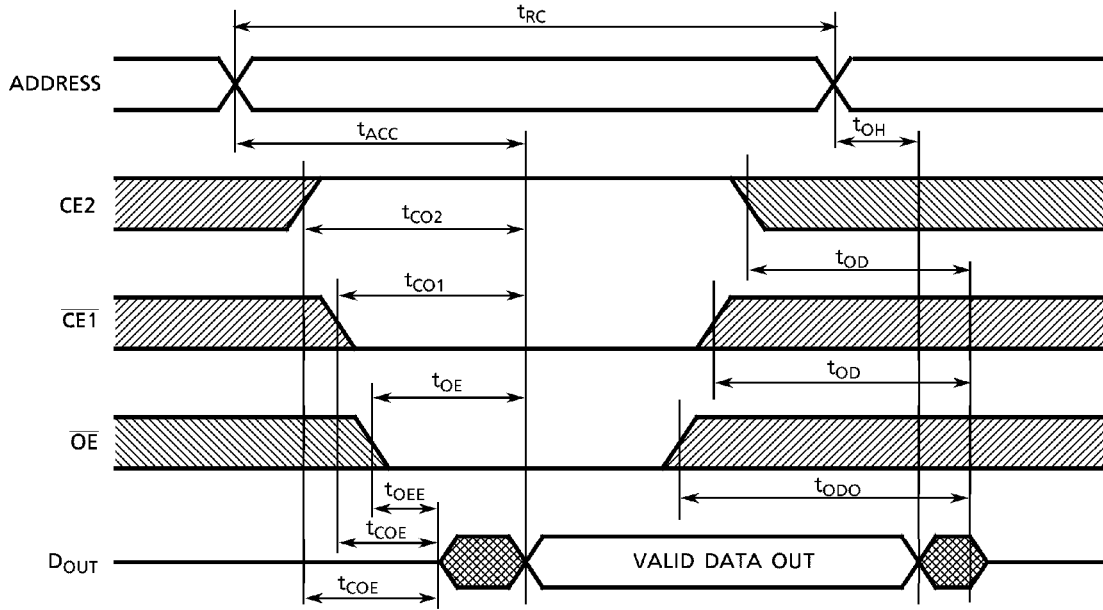 tRC
ADDRESS
tACC
tOH
CE2
tCO2
tOD
CE1
tCO1
tOD
OE
tOE
tODO
tOEE
tCOE
DOUT
VALID DATA OUT
tCOE